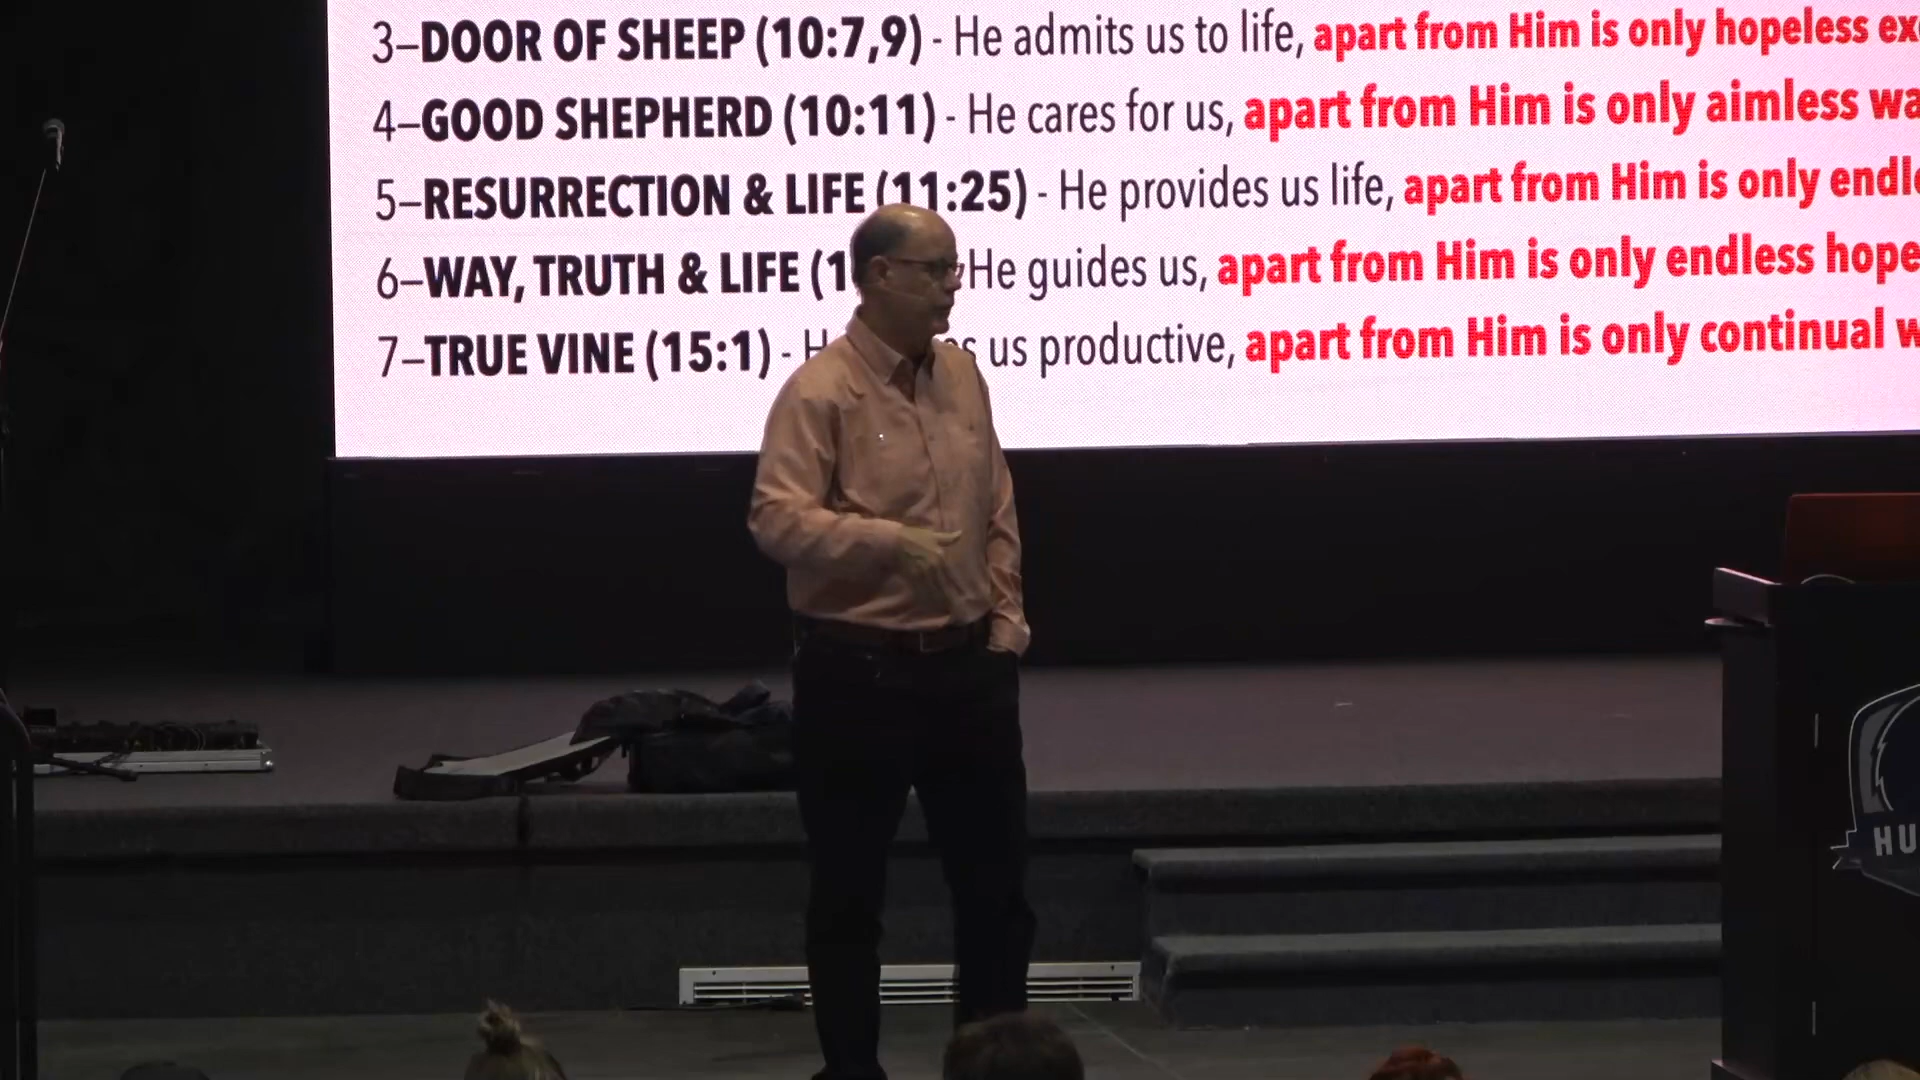 3–DOOR OF SHEEP (10:7,9) - He admits us to life, apart from Him is only hopeless
4–GOOD SHEPHERD (10:11) - He cares for us, apart from Him is only aimless
5–RESURRECTION & LIFE (11:25) - He provides us life, apart from Him is only
6–WAY, TRUTH & LIFE He guides us, apart from Him is only endless
7–TRUE VINE (15:1) - us productive, apart from Him is only continual